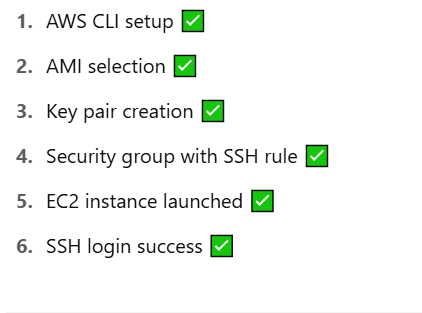 1. AWS CLI setup ✅
2. AMI selection ✅
3. Key pair creation ✅
4. Security group with SSH rule ✅
5. EC2 instance launched ✅
6. SSH login success ✅